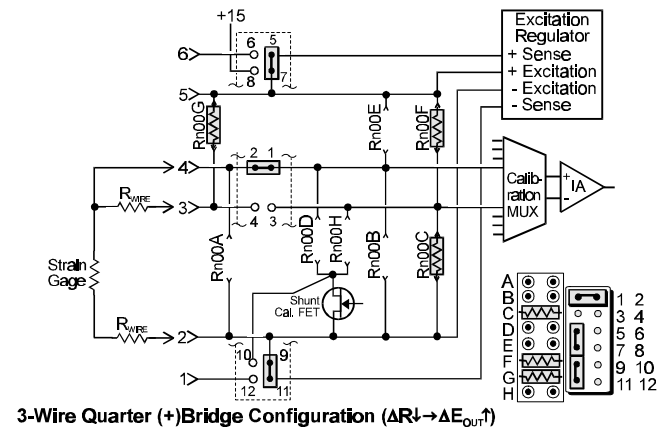 +15
Excitation
Regulator
+ Sense
+ Excitation
- Excitation
- Sense
6
5
6
8
5
7
Rn00G
Rn00E
Rn00F
4
2 1
3
4 3
R WIRE
Rn00A
Rn00D
Rn00H
Rn00B
Rn00C
Calib-
ration
MUX
+
-
IA
Strain
Gage
Shunt
Cal. FET
R WIRE
2
10
9
1
12
11
A
B
C
D
E
F
G
H
1 2
3 4
5 6
7 8
9 10
11 12
3-Wire Quarter (+)Bridge Configuration (ΔR↓→ΔEOUT↑)